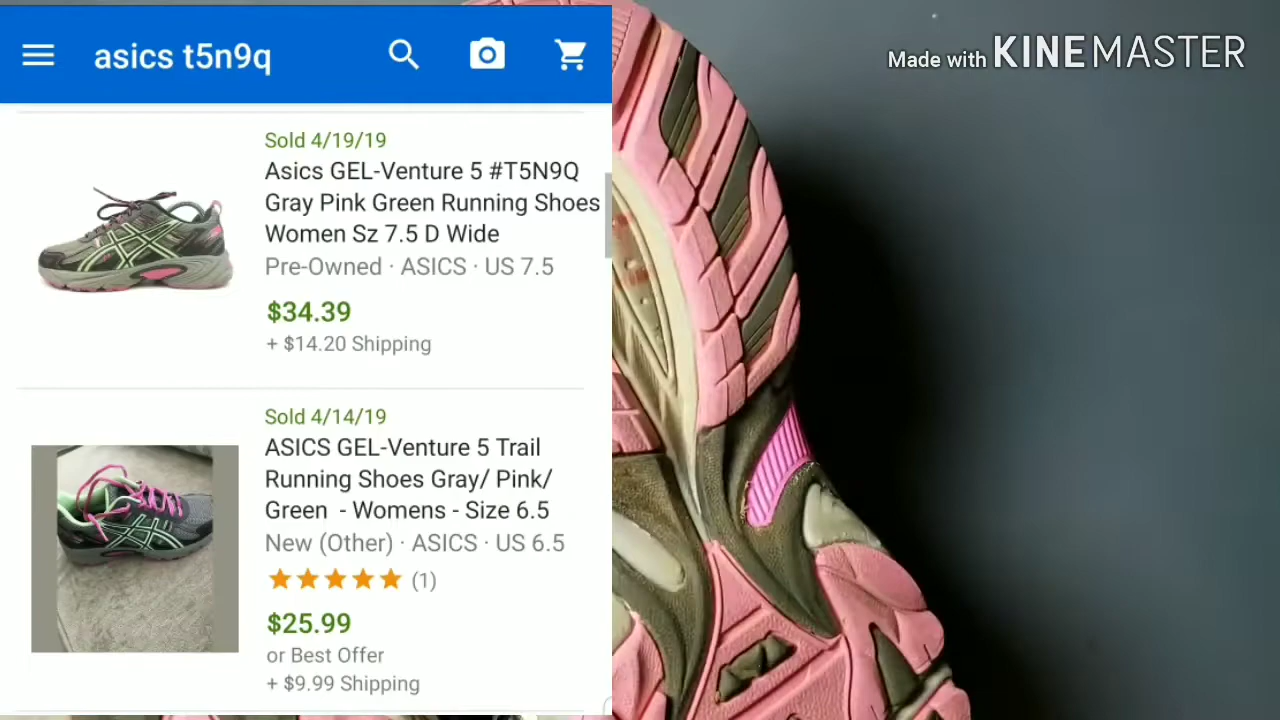 asics t5n9q
Made with KINEMASTER
Sold 4/19/19
Asics GEL-Venture 5 #T5N9Q
Gray Pink Green Running Shoes
Women Sz 7.5 D Wide
Pre-Owned · ASICS · US 7.5
$34.39
+ $14.20 Shipping
Sold 4/14/19
ASICS GEL-Venture 5 Trail
Running Shoes Gray/ Pink/
Green - Womens - Size 6.5
New (Other) · ASICS · US 6.5
(1)
$25.99
or Best Offer
+ $9.99 Shipping